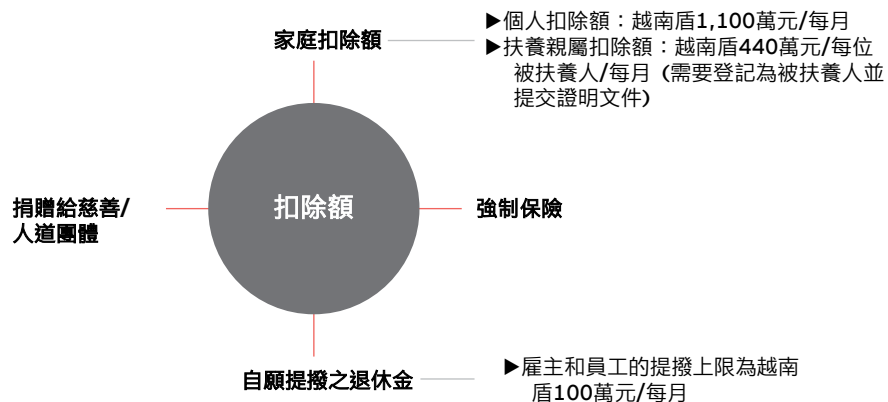 家庭扣除額
▶個人扣除額：越南盾1,100萬元/每月
▶扶養親屬扣除額：越南盾440萬元/每位
被扶養人/每月 (需要登記為被扶養人並
提交證明文件)
捐贈給慈善/
人道團體
扣除額
強制保險
自願提撥之退休金
▶雇主和員工的提撥上限為越南
盾100萬元/每月